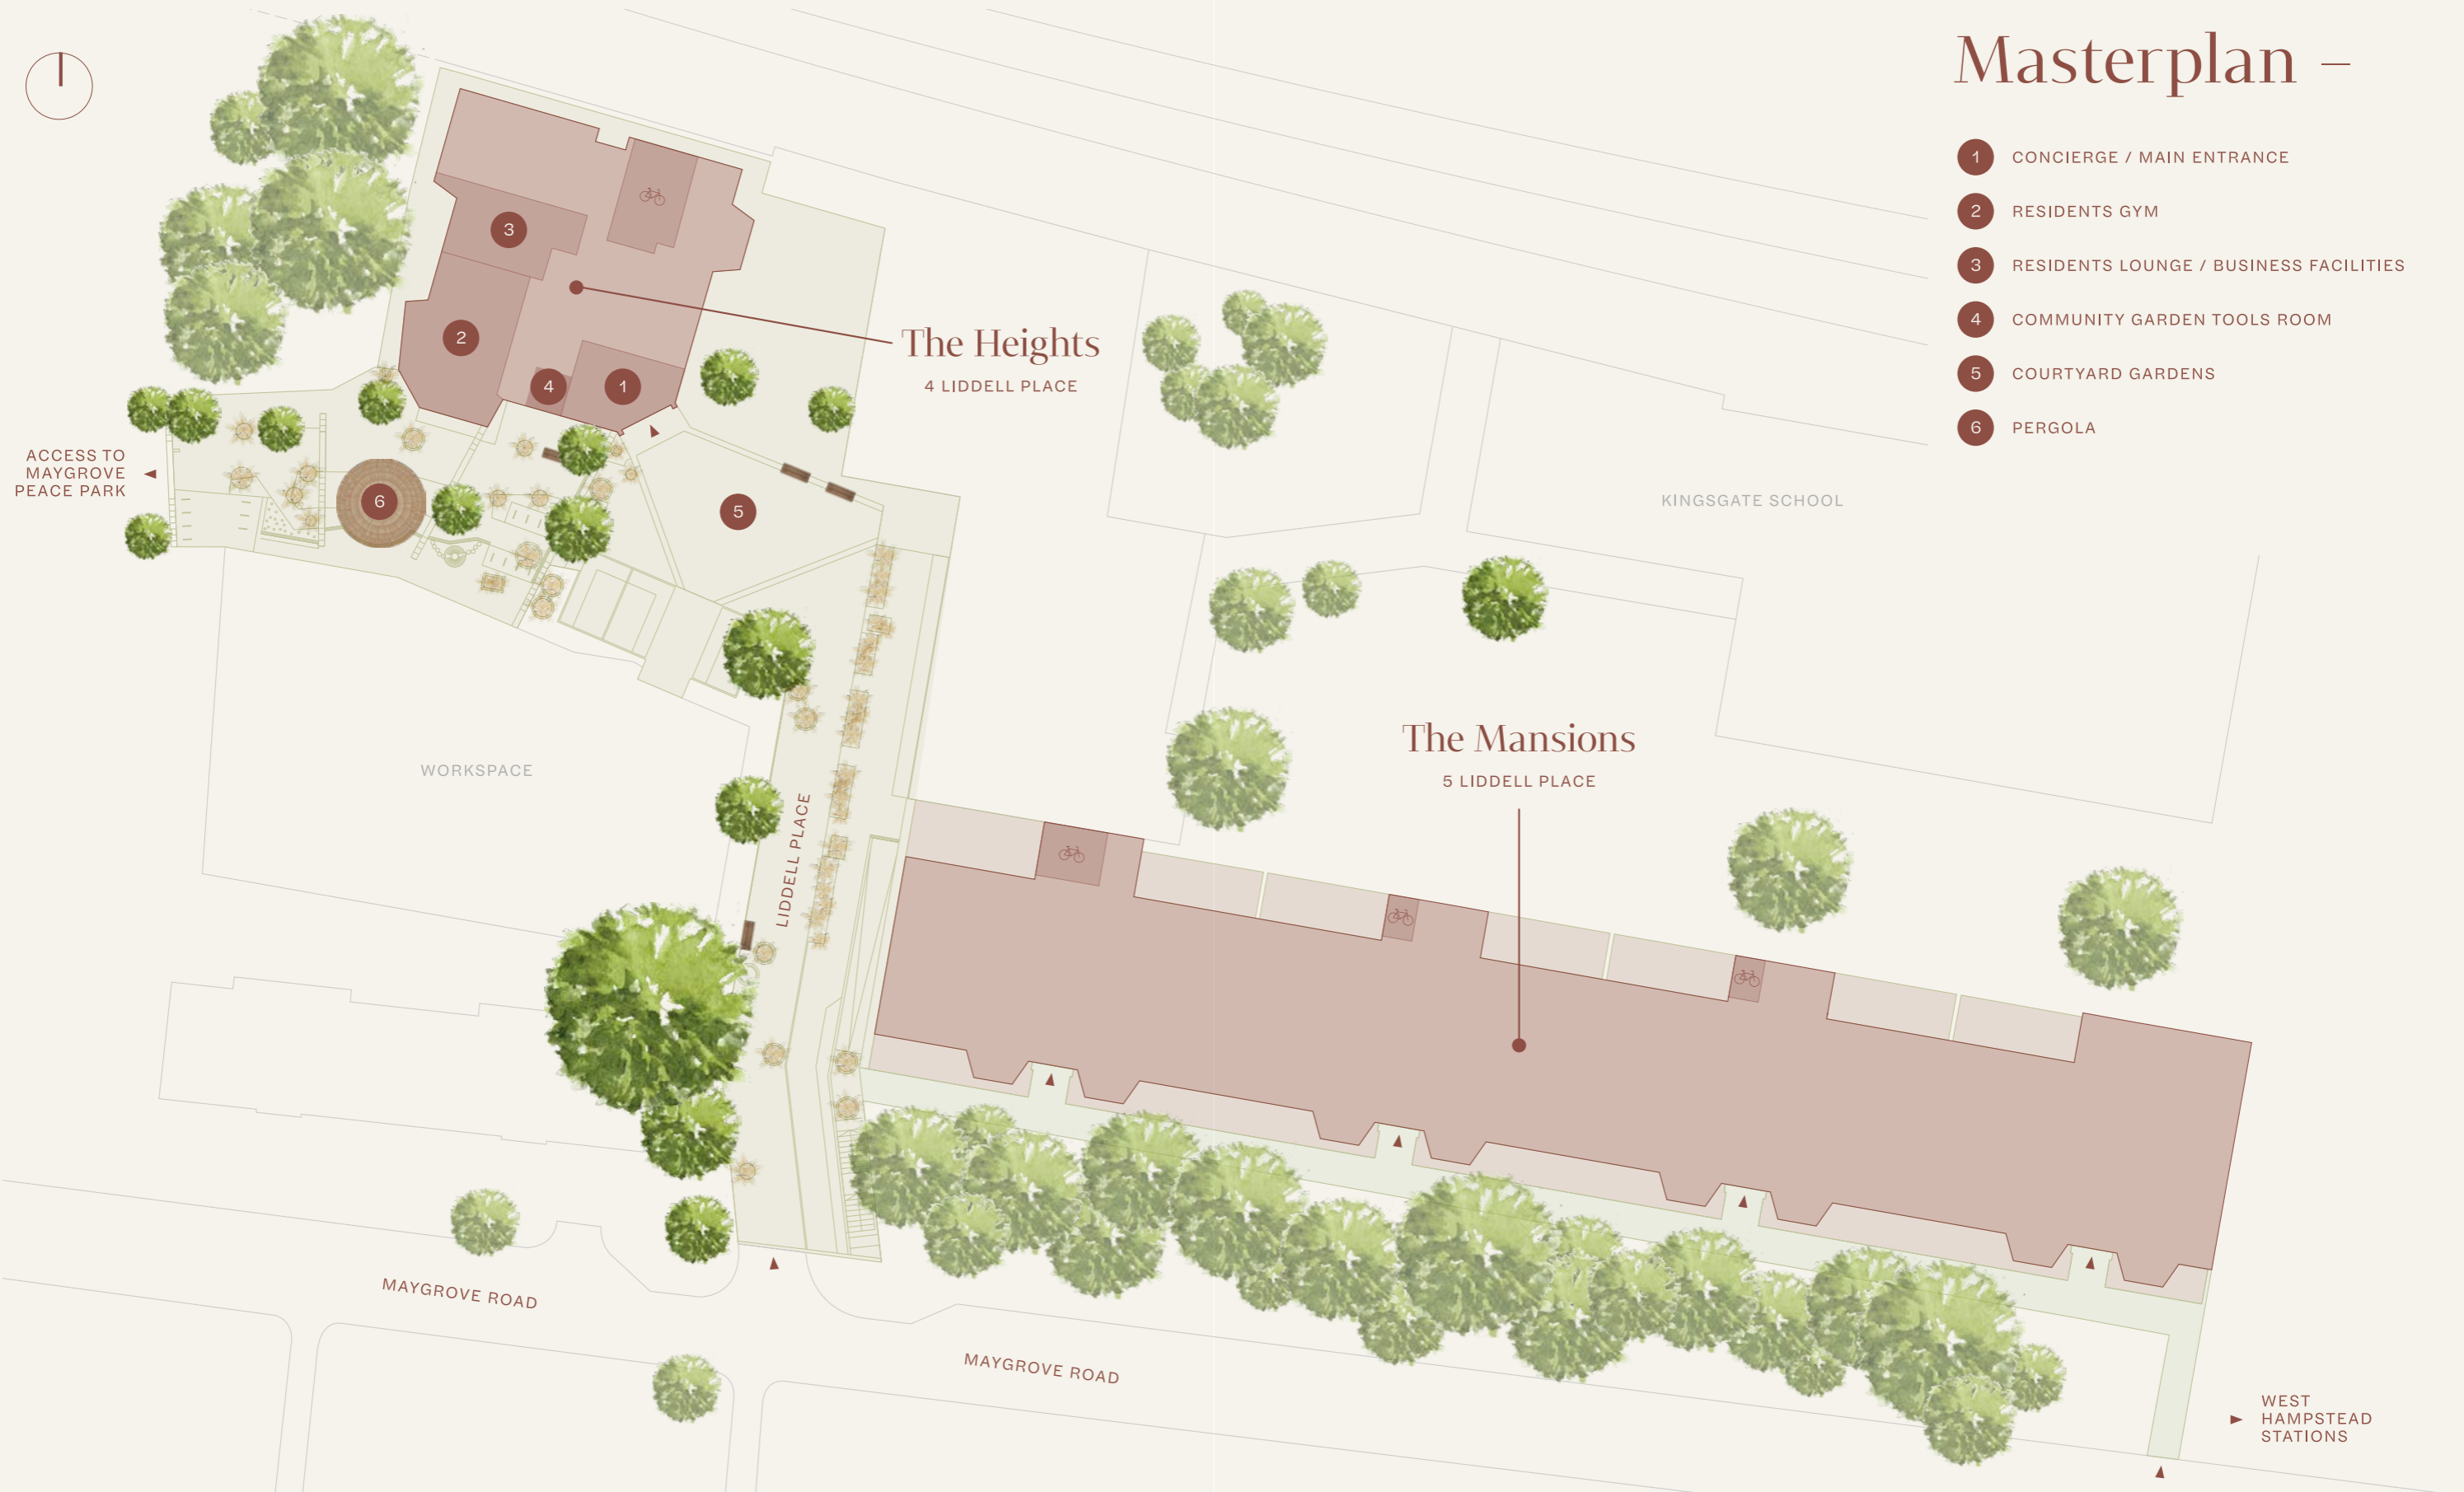 Masterplan –
1 CONCIERGE / MAIN ENTRANCE
2 RESIDENTS GYM
3 RESIDENTS LOUNGE / BUSINESS FACILITIES
4 COMMUNITY GARDEN TOOLS ROOM
5 COURTYARD GARDENS
6 PERGOLA
3
2
4
1
The Heights
4 LIDDELL PLACE
ACCESS TO
MAYGROVE
PEACE PARK
6
5
KINGSGATE SCHOOL
WORKSPACE
LIDDELL PLACE
The Mansions
5 LIDDELL PLACE
MAYGROVE ROAD
MAYGROVE ROAD
WEST
HAMPSTEAD
STATIONS